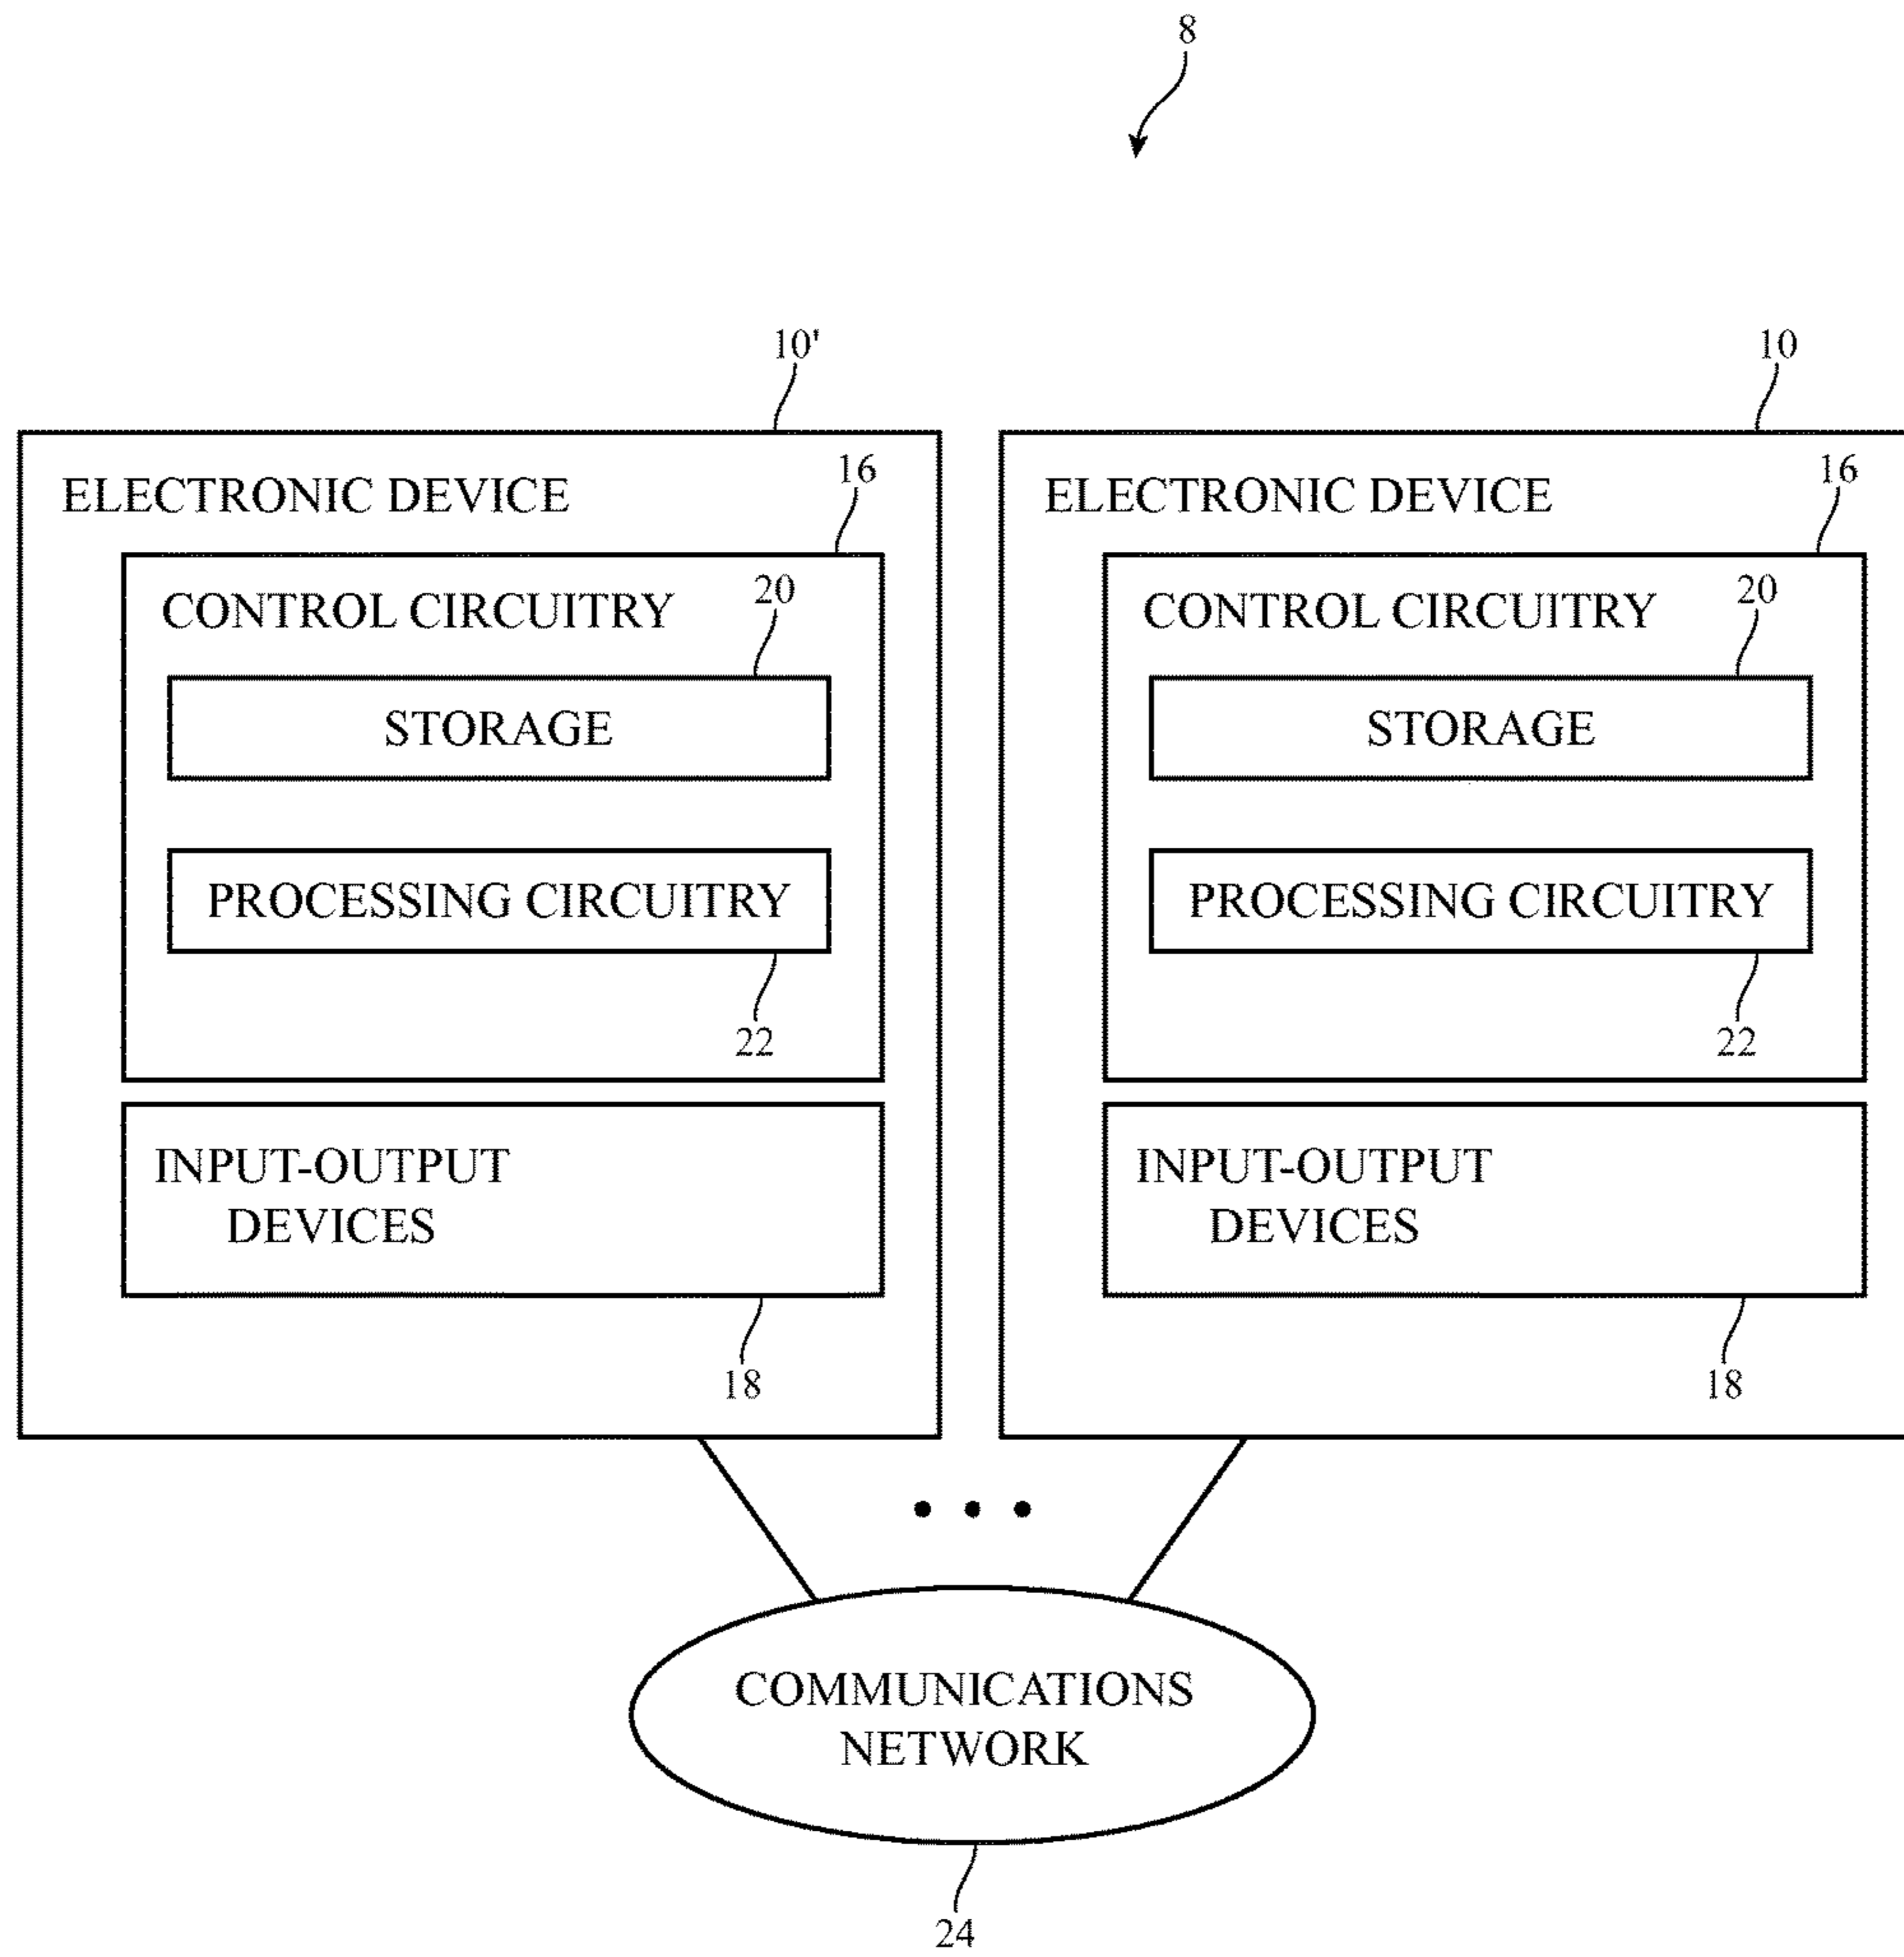 8
10'
10
ELECTRONIC DEVICE
16
CONTROL CIRCUITRY
20
STORAGE
PROCESSING CIRCUITRY
22
INPUT-OUTPUT
DEVICES
18
ELECTRONIC DEVICE
16
CONTROL CIRCUITRY
20
STORAGE
PROCESSING CIRCUITRY
22
INPUT-OUTPUT
DEVICES
18
COMMUNICATIONS
NETWORK
24